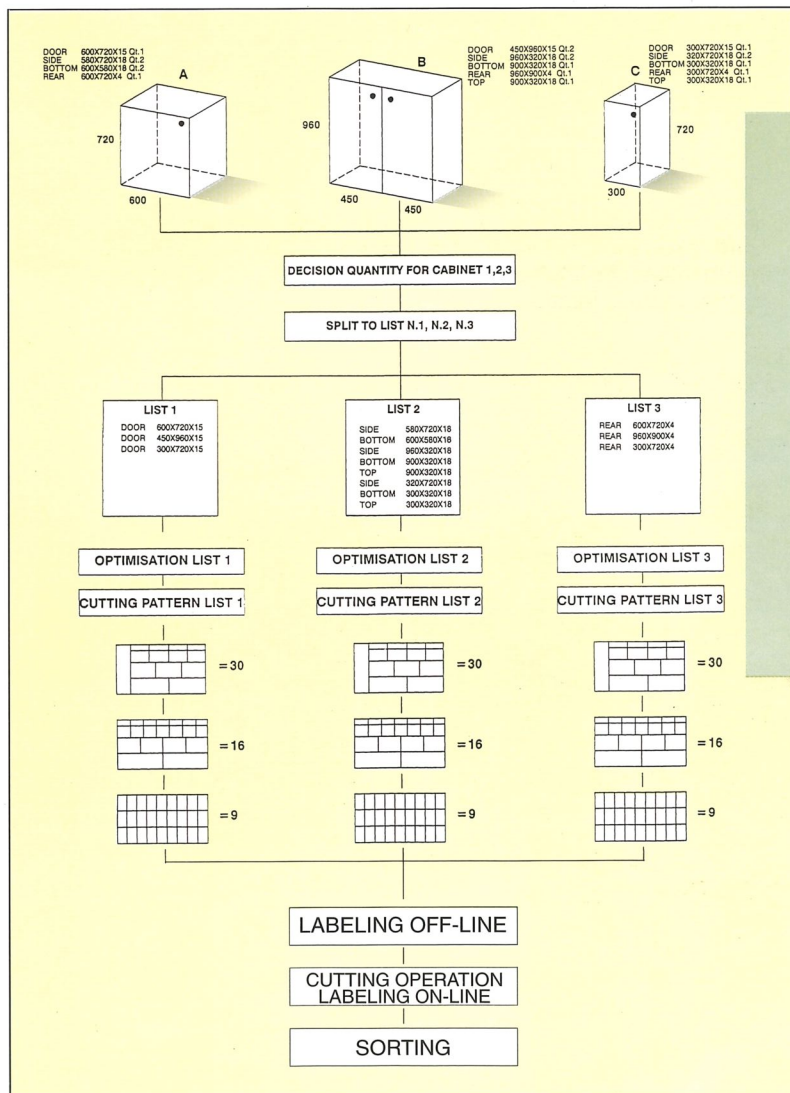 DOOR 600X720X15 Qt.1
SIDE 580X720X18 Qt.2
BOTTOM 600X580X18 Qt.2
REAR 600X720X4 Qt.1
A
720
600
DOOR 450X960X15 Qt.2
SIDE 960X320X18 Qt.2
BOTTOM 900X320X18 Qt.1
REAR 960X900X4 Qt.1
TOP 900X320X18 Qt.1
B
960
450
450
DOOR 300X720X15 Qt.1
SIDE 320X720X18 Qt.2
BOTTOM 300X320X18 Qt.1
REAR 300X720X4 Qt.1
TOP 300X320X18 Qt.1
C
720
300
DECISION QUANTITY FOR CABINET 1,2,3
SPLIT TO LIST N.1, N.2, N.3
LIST 1
DOOR 600X720X15
DOOR 450X960X15
DOOR 300X720X15
LIST 2
SIDE 580X720X18
BOTTOM 600X580X18
SIDE 960X320X18
BOTTOM 900X320X18
TOP 900X320X18
SIDE 320X720X18
BOTTOM 300X320X18
TOP 300X320X18
LIST 3
REAR 600X720X4
REAR 960X900X4
REAR 300X720X4
OPTIMISATION LIST 1
OPTIMISATION LIST 2
OPTIMISATION LIST 3
CUTTING PATTERN LIST 1
CUTTING PATTERN LIST 2
CUTTING PATTERN LIST 3
=30
=30
=30
=16
=16
=16
=9
=9
=9
LABELING OFF-LINE
CUTTING OPERATION
LABELING ON-LINE
SORTING